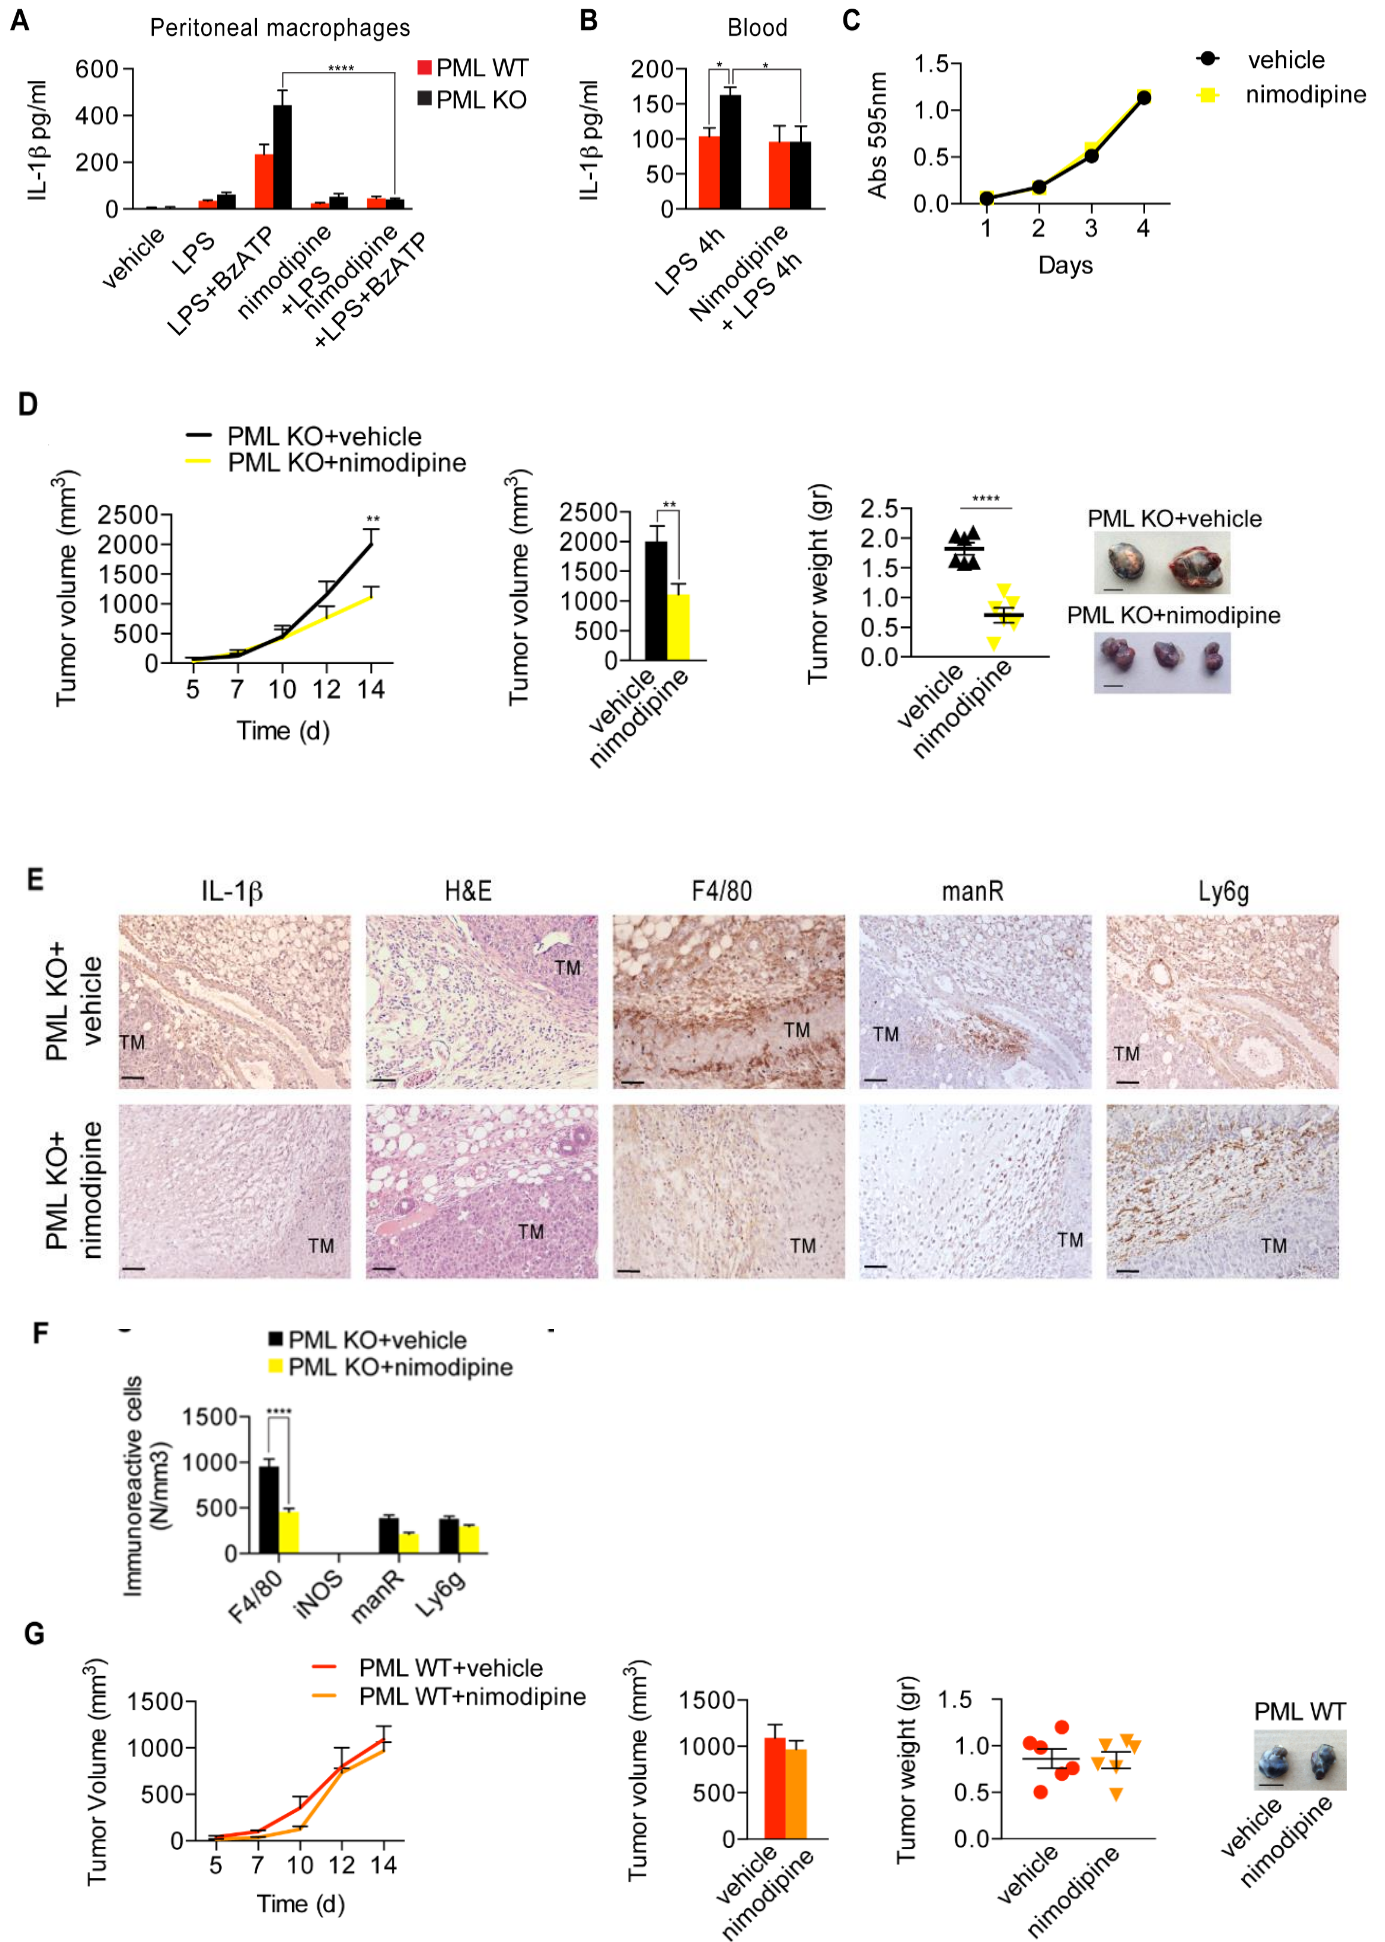 A
Peritoneal macrophages
IL-1β pg/ml
600
400
200
0
****
PML WT
PML KO
vehicle
LPS
LPS+BzATP
nimodipine
+LPS
nimodipine
+LPS+BzATP
B
Blood
IL-1β pg/ml
200
150
100
50
0
*
*
LPS 4h
Nimodipine
+ LPS 4h
C
Abs 595nm
1.5
1.0
0.5
0.0
1 2 3 4
Days
vehicle
nimodipine
D
PML KO+vehicle
PML KO+nimodipine
Tumor volume (mm3)
2500
2000
1500
1000
500
0
**
5 7 10 12 14
Time (d)
Tumor volume (mm3)
2500
2000
1500
1000
500
0
**
vehicle
nimodipine
Tumor weight (gr)
2.5
2.0
1.5
1.0
0.5
0.0
****
vehicle
nimodipine
PML KO+vehicle
PML KO+nimodipine
E
IL-1β H&E F4/80 manR Ly6g
PML KO+
vehicle
TM TM TM TM TM
PML KO+
nimodipine
TM TM TM TM TM
F
PML KO+vehicle
PML KO+nimodipine
Immunoreactive cells
(N/mm3)
1500
1000
500
0
****
F4/80
iNOS
manR
Ly6g
G
PML WT+vehicle
PML WT+nimodipine
Tumor Volume (mm3)
1500
1000
500
0
5 7 10 12 14
Time (d)
Tumor volume (mm3)
1500
1000
500
0
vehicle
nimodipine
Tumor weight (gr)
1.5
1.0
0.5
0.0
vehicle
nimodipine
PML WT
vehicle
nimodipine